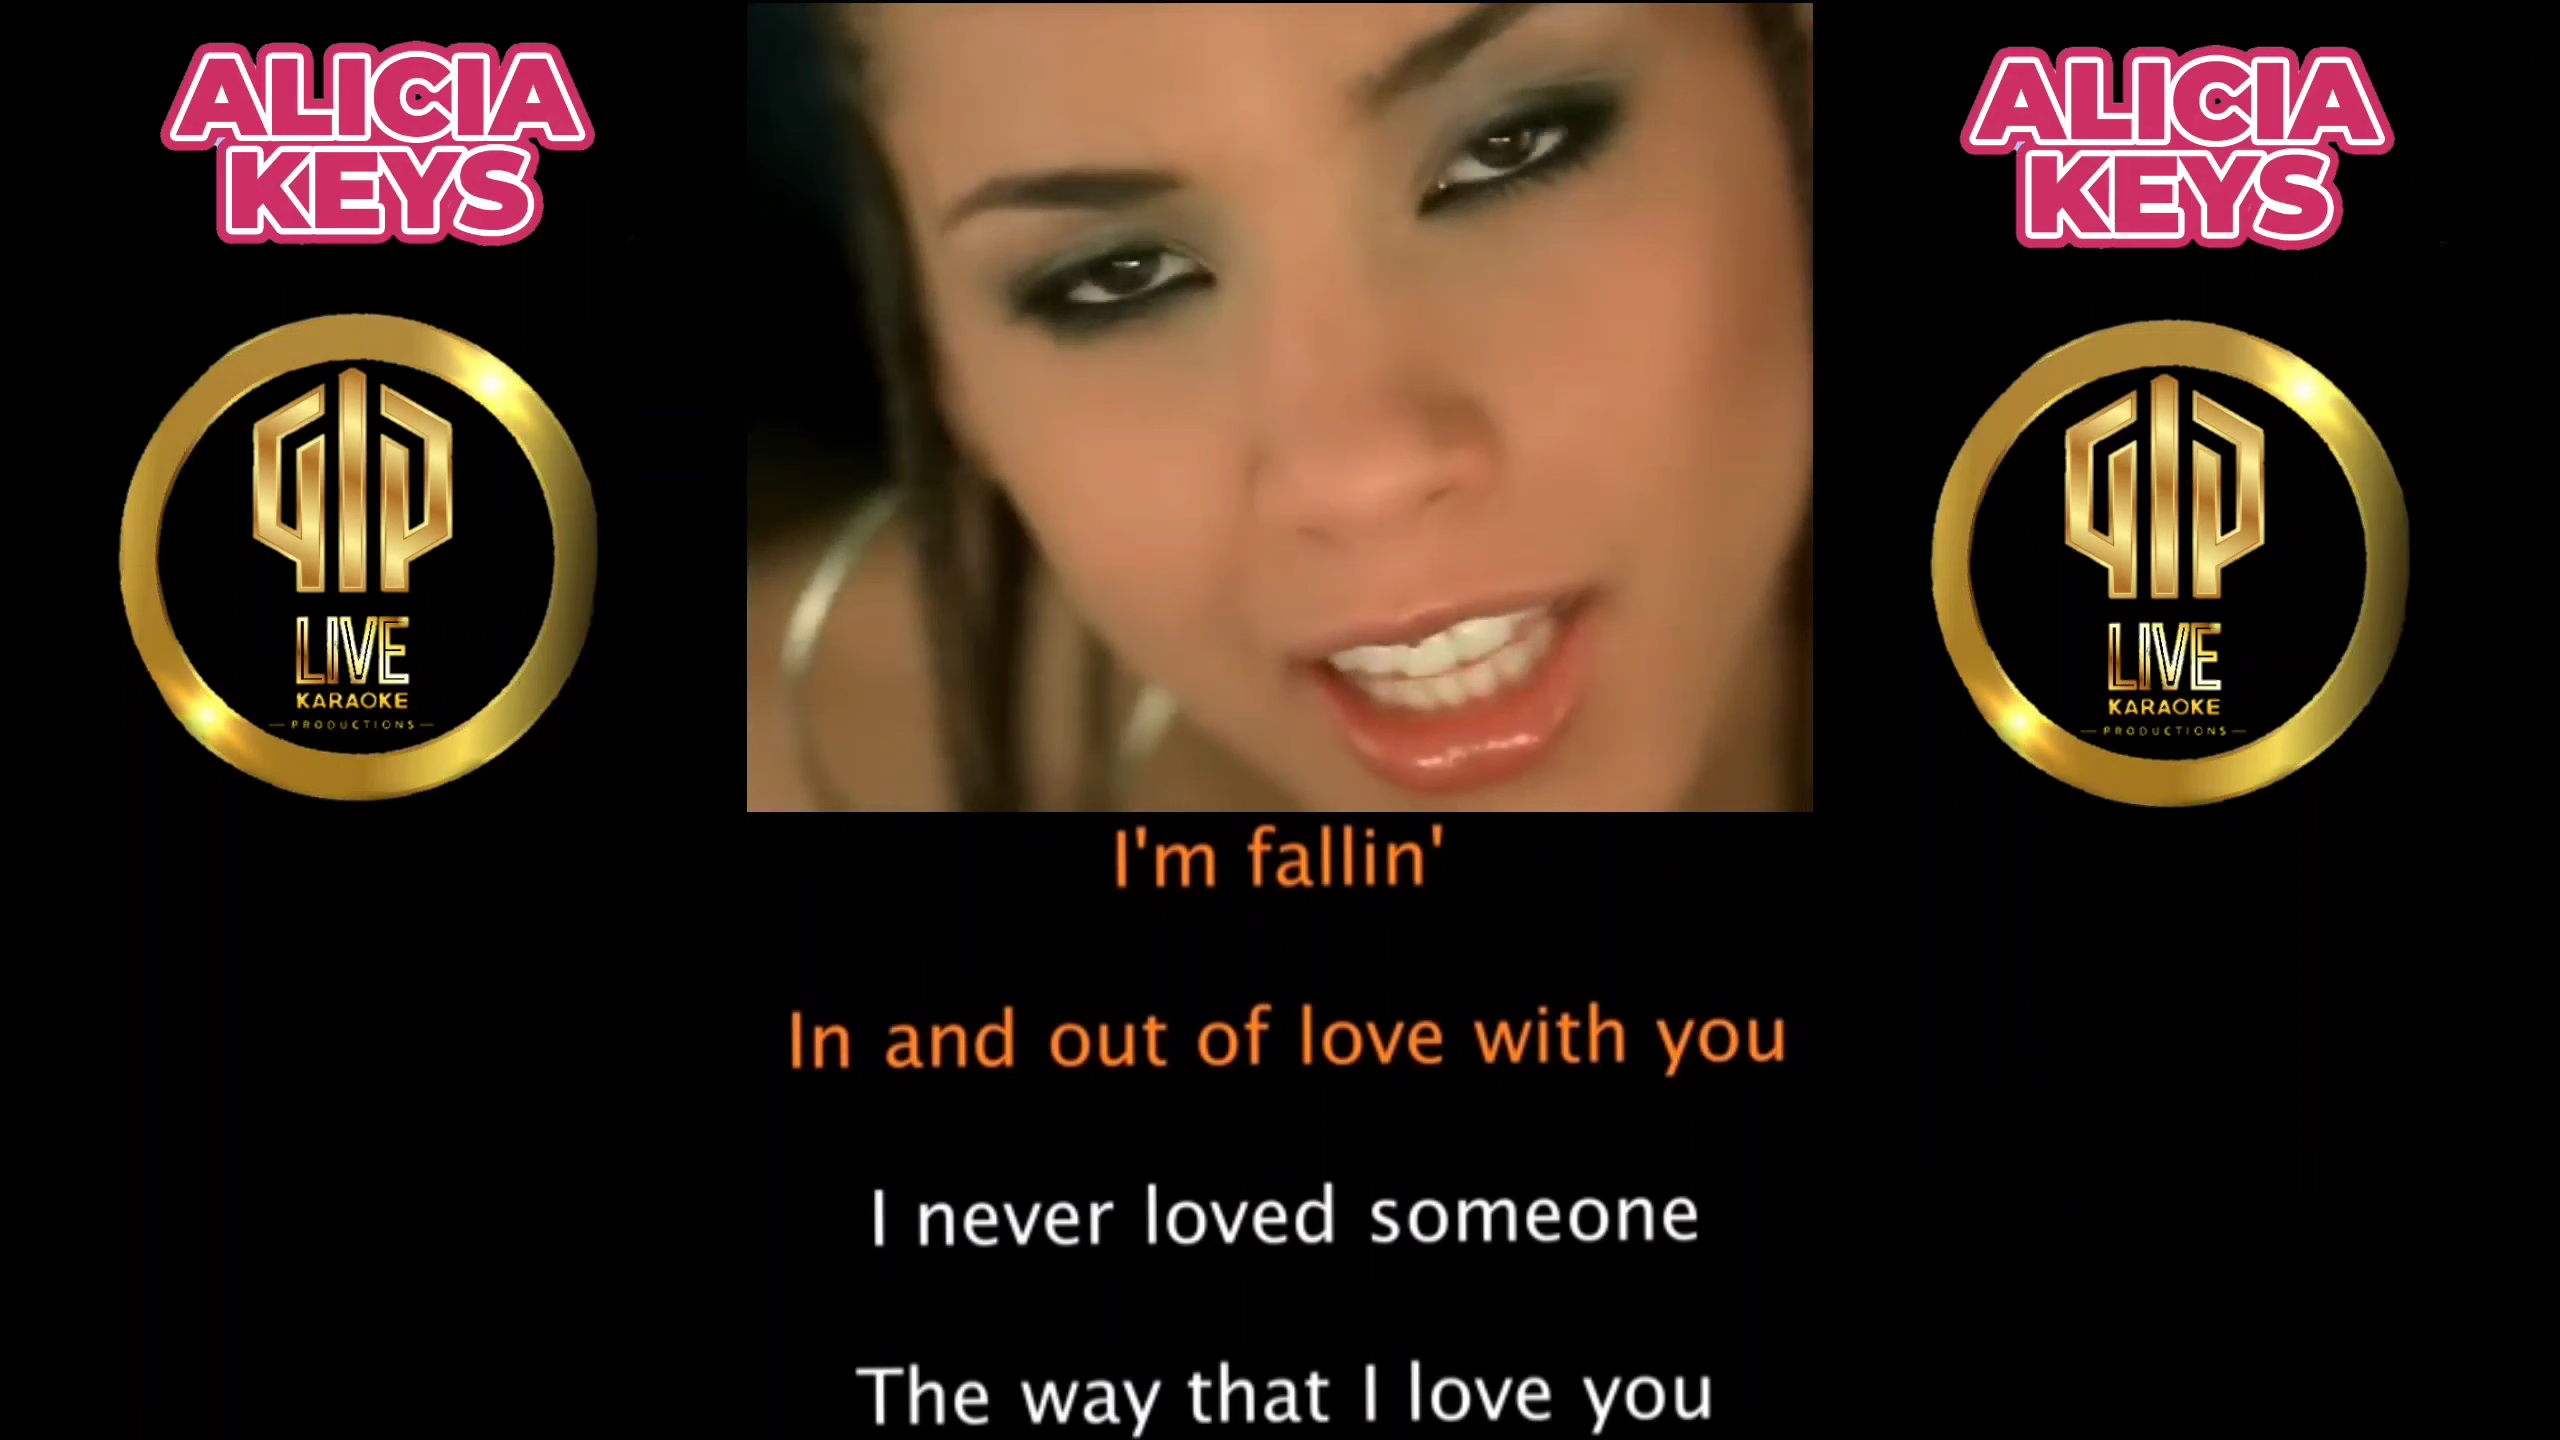 ALICIA
KEYS
ALICIA
KEYS
LIVE
KARAOKE
PRODUCTIONS
LIVE
KARAOKE
PRODUCTIONS
I'm fallin'
In and out of love with you
I never loved someone
The way that I love you